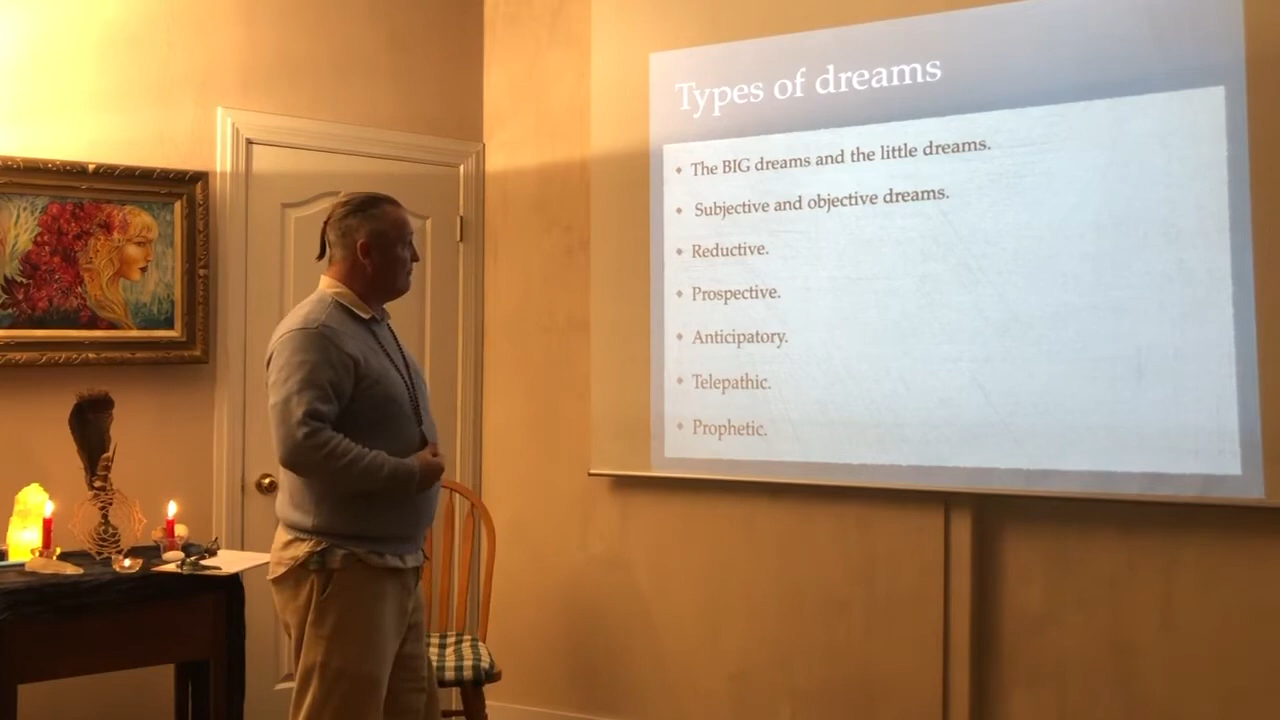 Types of dreams
The BIG dreams and the little dreams.
Subjective and objective dreams.
Reductive.
Prospective.
Anticipatory.
Telepathic.
Prophetic.